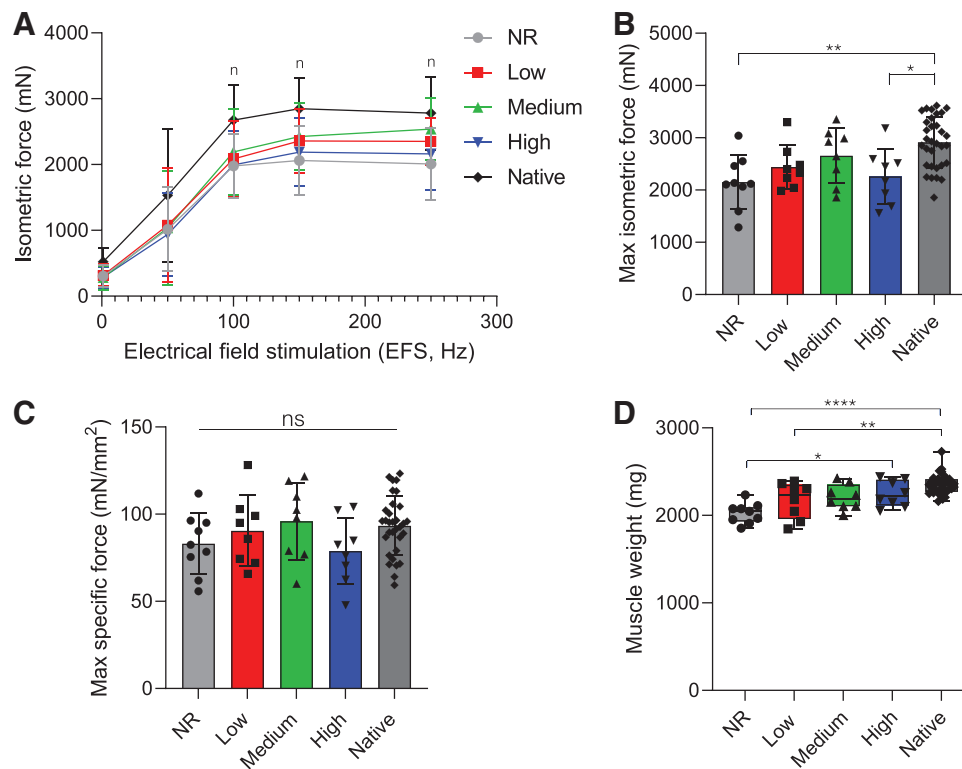 A
Isometric force (mN)
4000
3000
2000
1000
0
n
n
n
0
100
200
300
Electrical field stimulation (EFS, Hz)
NR
Low
Medium
High
Native
B
Max isometric force (mN)
5000
4000
3000
2000
1000
0
**
*
NR
Low
Medium
High
Native
C
Max specific force (mN/mm²)
150
100
50
0
ns
NR
Low
Medium
High
Native
D
Muscle weight (mg)
3000
2000
1000
0
****
**
*
NR
Low
Medium
High
Native